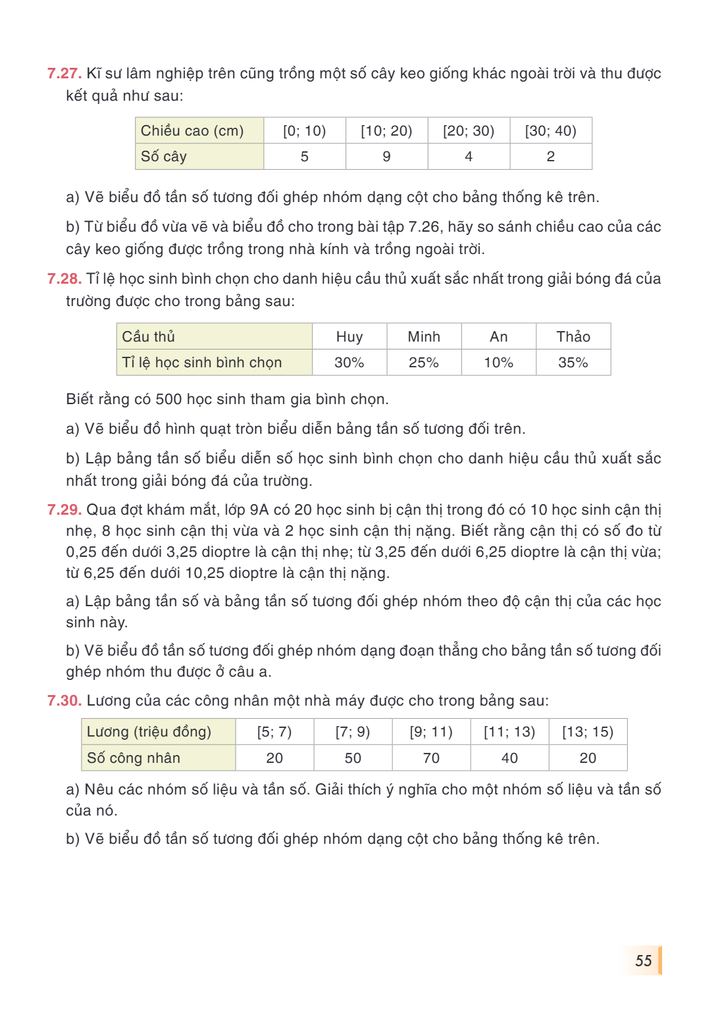 7.27. Kĩ sư lâm nghiệp trên cũng trồng một số cây keo giống khác ngoài trời và thu được
kết quả như sau:
Chiều cao (cm) [0; 10) [10; 20) [20; 30) [30; 40)
Số cây 5 9 4 2
a) Vẽ biểu đồ tần số tương đối ghép nhóm dạng cột cho bảng thống kê trên.
b) Từ biểu đồ vừa vẽ và biểu đồ cho trong bài tập 7.26, hãy so sánh chiều cao của các
cây keo giống được trồng trong nhà kính và trồng ngoài trời.
7.28. Tỉ lệ học sinh bình chọn cho danh hiệu cầu thủ xuất sắc nhất trong giải bóng đá của
trường được cho trong bảng sau:
Cầu thủ Huy Minh An Thảo
Tỉ lệ học sinh bình chọn 30% 25% 10% 35%
Biết rằng có 500 học sinh tham gia bình chọn.
a) Vẽ biểu đồ hình quạt tròn biểu diễn bảng tần số tương đối trên.
b) Lập bảng tần số biểu diễn số học sinh bình chọn cho danh hiệu cầu thủ xuất sắc
nhất trong giải bóng đá của trường.
7.29. Qua đợt khám mắt, lớp 9A có 20 học sinh bị cận thị trong đó có 10 học sinh cận thị
nhẹ, 8 học sinh cận thị vừa và 2 học sinh cận thị nặng. Biết rằng cận thị có số đo từ
0,25 đến dưới 3,25 dioptre là cận thị nhẹ; từ 3,25 đến dưới 6,25 dioptre là cận thị vừa;
từ 6,25 đến dưới 10,25 dioptre là cận thị nặng.
a) Lập bảng tần số và bảng tần số tương đối ghép nhóm theo độ cận thị của các học
sinh này.
b) Vẽ biểu đồ tần số tương đối ghép nhóm dạng đoạn thẳng cho bảng tần số tương đối
ghép nhóm thu được ở câu a.
7.30. Lương của các công nhân một nhà máy được cho trong bảng sau:
Lương (triệu đồng) [5; 7) [7; 9) [9; 11) [11; 13) [13; 15)
Số công nhân 20 50 70 40 20
a) Nêu các nhóm số liệu và tần số. Giải thích ý nghĩa cho một nhóm số liệu và tần số
của nó.
b) Vẽ biểu đồ tần số tương đối ghép nhóm dạng cột cho bảng thống kê trên.
55